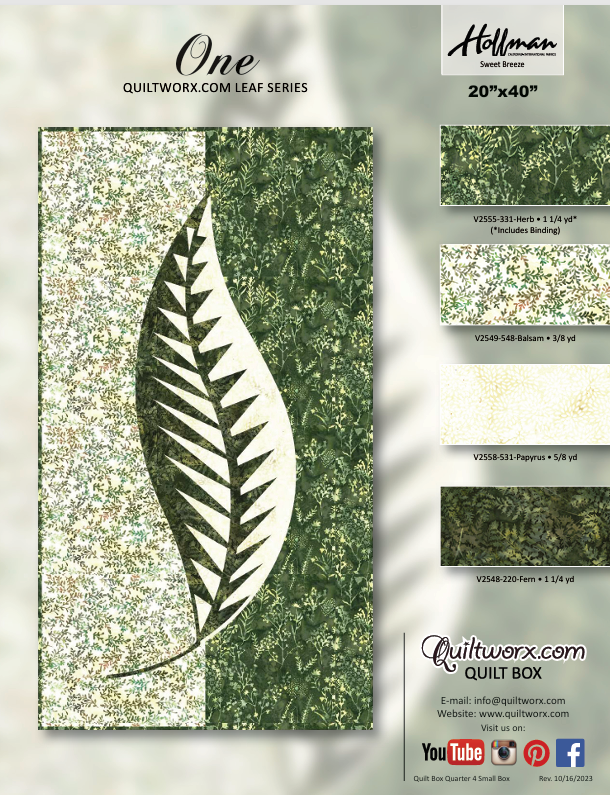 One
QUILTWORX.COM LEAF SERIES
Hoffman
CALIFORNIA INTERNATIONAL FABRICS
Sweet Breeze
20”x40”
V2555-331-Herb • 1 1/4 yd*
(*Includes Binding)
V2549-548-Balsam • 3/8 yd
V2558-531-Papyrus • 5/8 yd
V2548-220-Fern • 1 1/4 yd
Quiltworx.com
QUILT BOX
E-mail: info@quiltworx.com
Website: www.quiltworx.com
Visit us on:
YouTube
Quilt Box Quarter 4 Small Box Rev. 10/16/2023